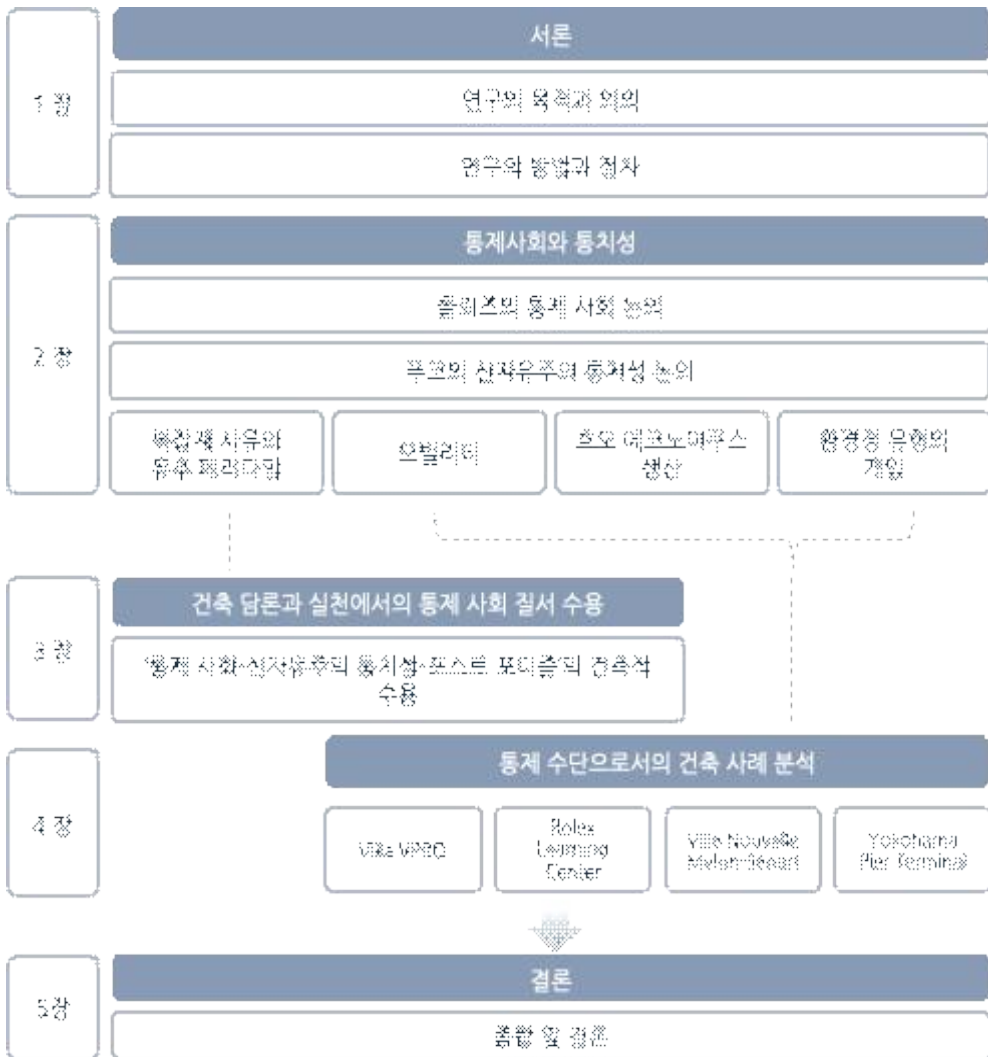 서론
1 장
연구의 목적과 의의
연구의 방법과 절차
통제사회와 통치성
들뢰즈의 통제 사회 논의
2 장
푸코의 신자유주의 통치성 논의
복잡계 사유와
유추 패러다임
모빌리티
호모 에코노미쿠스
생산
환경적 유형의
개입
건축 담론과 실천에서의 통제 사회 질서 수용
3 장
'통제 사회-신자유주의 통치성-포스트 포디즘'의 건축적
수용
통제 수단으로서의 건축 사례 분석
4 장
Villa VPRO
Rolex
Learning
Center
Ville Nouvelle
Melun-Sénart
Yokohama
Pier Terminal
결론
5장
종합 및 결론